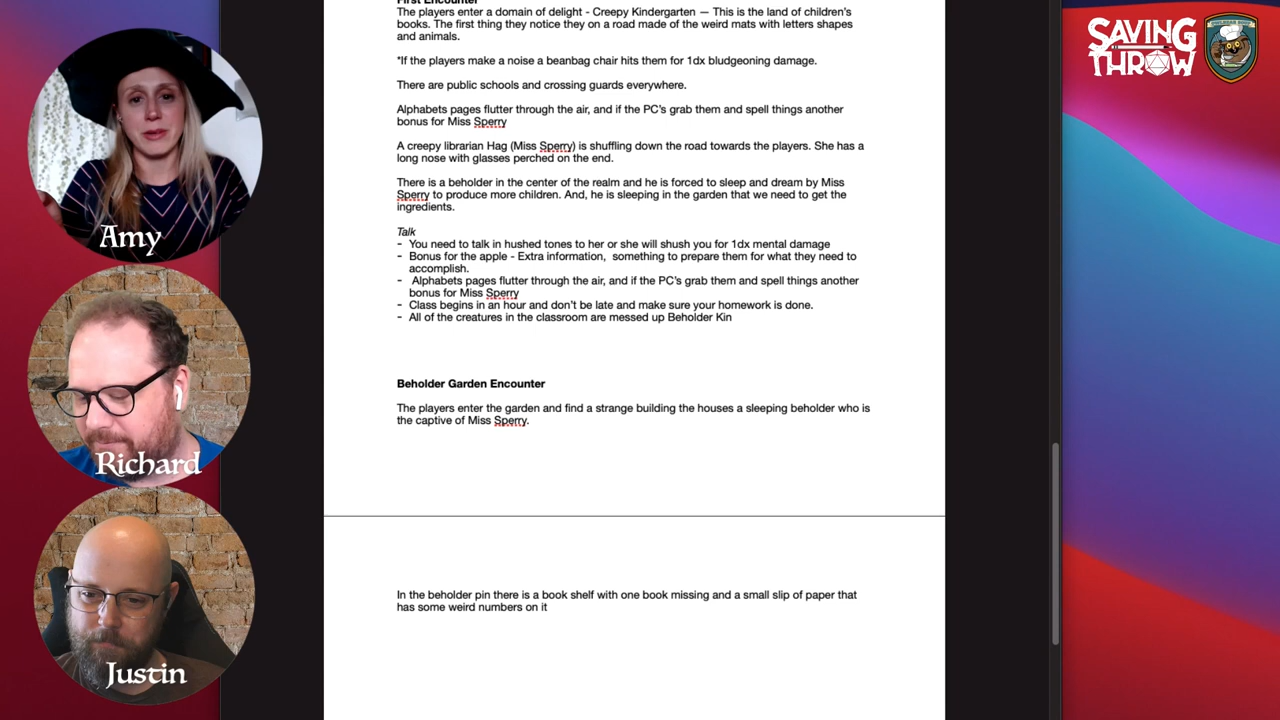 First Encounter
The players enter a domain of delight - Creepy Kindergarten — This is the land of children's
books. The first thing they notice they on a road made of the weird mats with letters shapes
and animals.
*If the players make a noise a beanbag chair hits them for 1dx bludgeoning damage.
There are public schools and crossing guards everywhere.
Alphabets pages flutter through the air, and if the PC's grab them and spell things another
bonus for Miss Sperry
A creepy librarian Hag (Miss Sperry) is shuffling down the road towards the players. She has a
long nose with glasses perched on the end.
There is a beholder in the center of the realm and he is forced to sleep and dream by Miss
Sperry to produce more children. And, he is sleeping in the garden that we need to get the
ingredients.
Talk
- You need to talk in hushed tones to her or she will shush you for 1dx mental damage
- Bonus for the apple - Extra information, something to prepare them for what they need to
accomplish.
- Alphabets pages flutter through the air, and if the PC's grab them and spell things another
bonus for Miss Sperry
- Class begins in an hour and don't be late and make sure your homework is done.
- All of the creatures in the classroom are messed up Beholder Kin
Beholder Garden Encounter
The players enter the garden and find a strange building the houses a sleeping beholder who is
the captive of Miss Sperry.
In the beholder pin there is a book shelf with one book missing and a small slip of paper that
has some weird numbers on it
Amy
Richard
Justin
SAVING
THROW